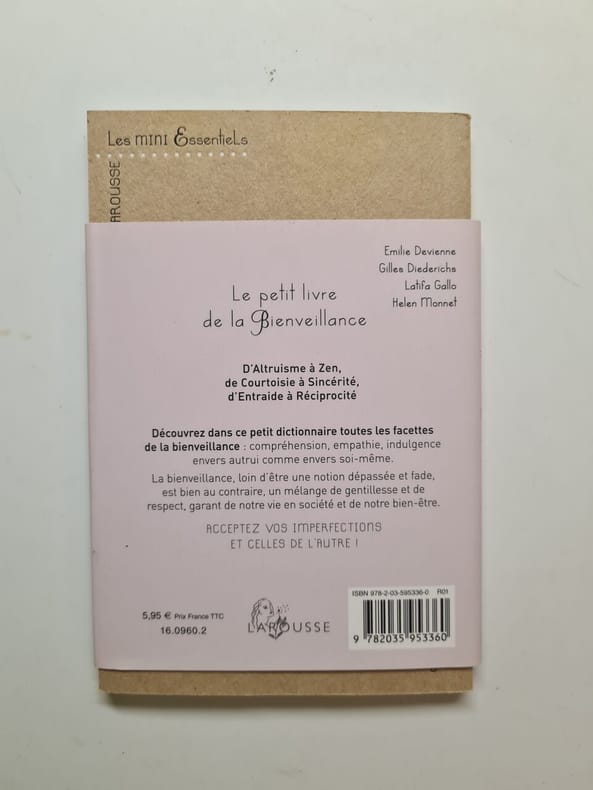 Les MINI EssentieLs
AROUSSE
Emilie Devienne
Gilles Diederichs
Latifa Gallo
Helen Monnet
Le petit livre
de la Bienveillance
D'Altruisme à Zen,
de Courtoisie à Sincérité,
d'Entraide à Réciprocité
Découvrez dans ce petit dictionnaire toutes les facettes
de la bienveillance : compréhension, empathie, indulgence
envers autrui comme envers soi-même.
La bienveillance, loin d'être une notion dépassée et fade,
est bien au contraire, un mélange de gentillesse et de
respect, garant de notre vie en société et de notre bien-être.
ACCEPTEZ VOS IMPERFECTIONS
ET CELLES DE L'AUTRE !
ISBN 978-2-03-595336-0 R01
5,95 € Prix France TTC
16.0960.2
LAROUSSE
9 782035 953360